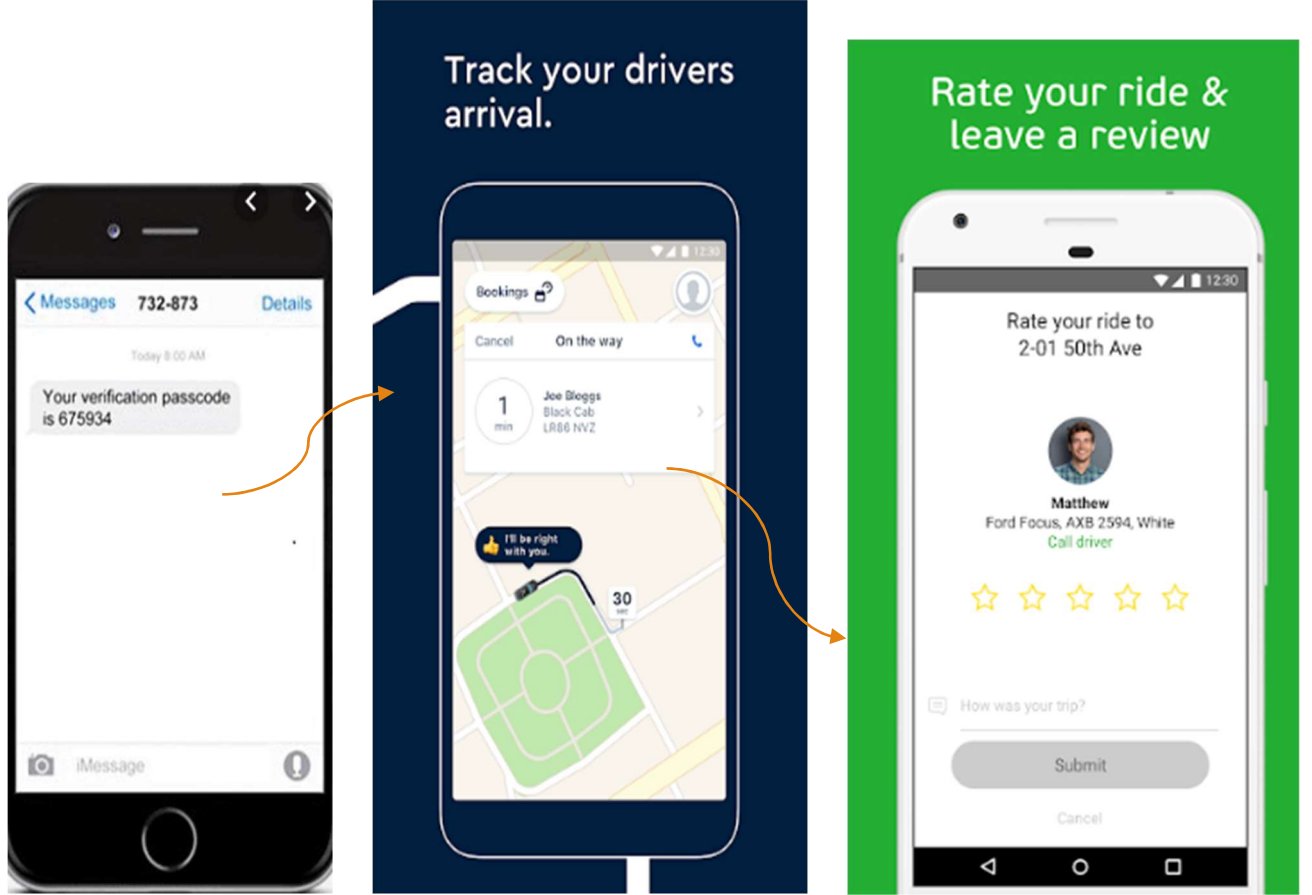 Messages 732-873 Details
Today 8:00 AM
Your verification passcode
is 675934
iMessage
Track your drivers
arrival.
12:30
Bookings
Cancel On the way
1
min
Joe Bloggs
Black Cab
LR86 NVZ
I'll be right
with you.
30
sec
Rate your ride &
leave a review
12:30
Rate your ride to
2-01 50th Ave
Matthew
Ford Focus, AXB 2594, White
Call driver
How was your trip?
Submit
Cancel